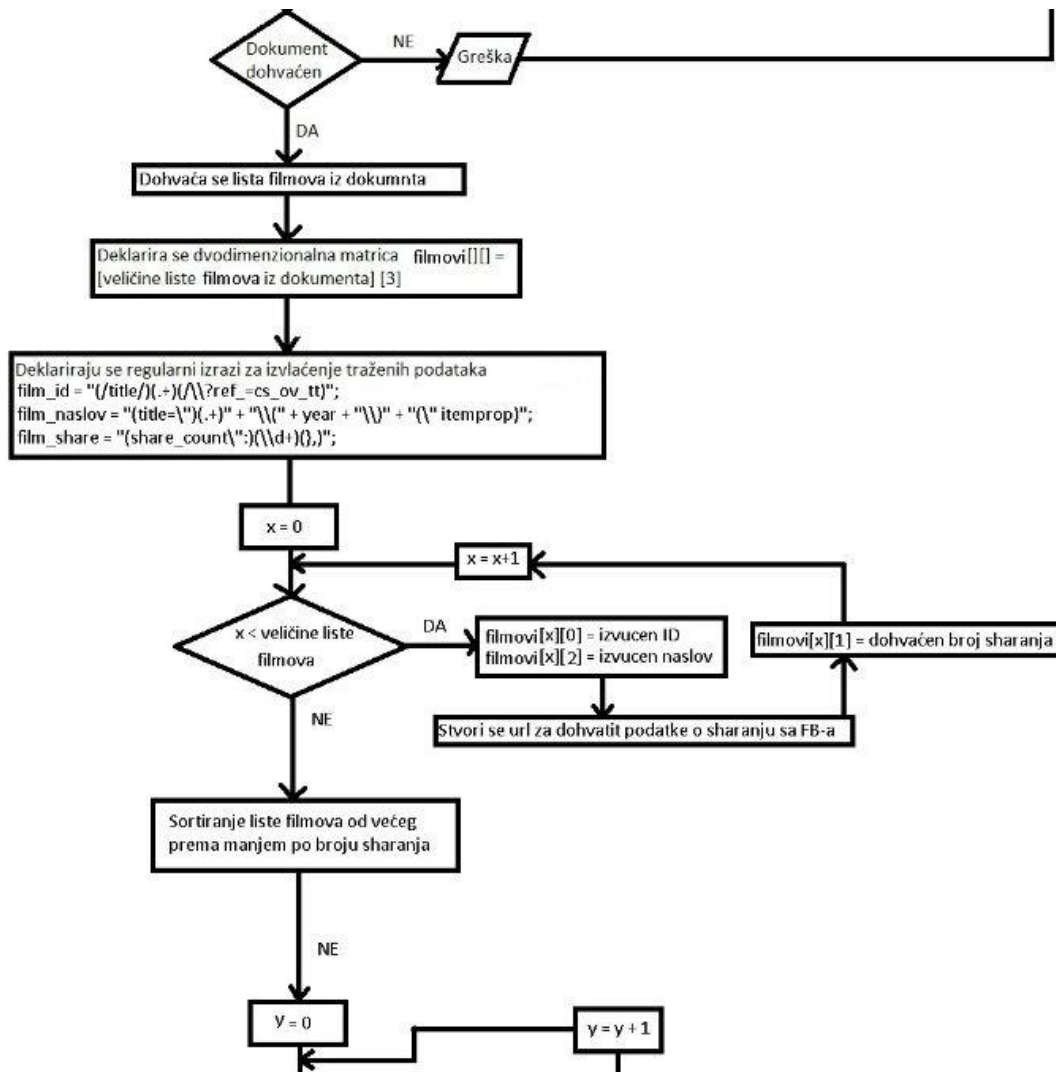 Dokument
dohvaćen
NE
Greška
DA
Dohvaća se lista filmova iz dokumnta
Deklarira se dvodimenzionalna matrica filmovi[][] =
[veličine liste filmova iz dokumenta] [3]
Deklariraju se regularni izrazi za izvlaćenje traženih podataka
film_id = "(/title/)(.+)(/\\?ref_=cs_ov_tt)";
film_naslov = "(title=\")(.+)" + "\\(" + year + "\\)" + "(\" itemprop)";
film_share = "(share_count\":)(\\d+)(},)";
x = 0
x = x+1
x < veličine liste
filmova
DA
filmovi[x][0] = izvucen ID
filmovi[x][2] = izvucen naslov
filmovi[x][1] = dohvaćen broj sharanja
Stvori se url za dohvatit podatke o sharanju sa FB-a
NE
Sortiranje liste filmova od većeg
prema manjem po broju sharanja
NE
y = 0
y = y + 1